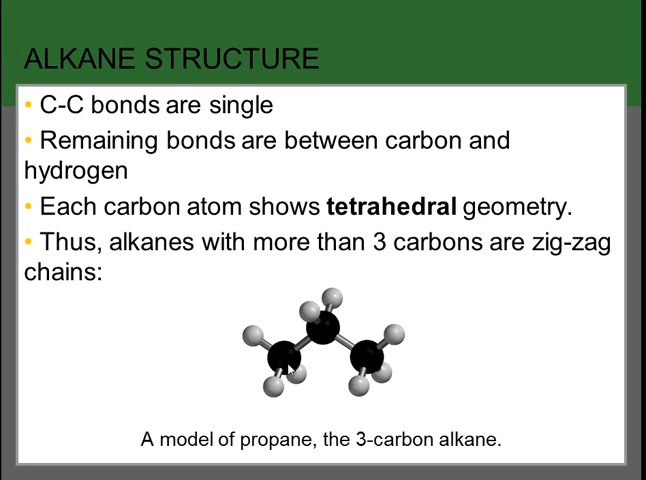 ALKANE STRUCTURE
• C-C bonds are single
• Remaining bonds are between carbon and
hydrogen
• Each carbon atom shows tetrahedral geometry.
• Thus, alkanes with more than 3 carbons are zig-zag
chains:
A model of propane, the 3-carbon alkane.